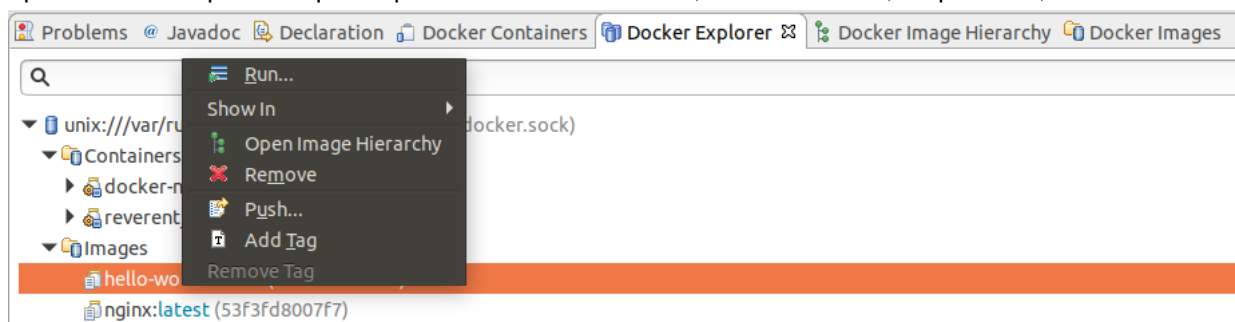 Problems @ Javadoc Declaration Docker Containers Docker Explorer Docker Image Hierarchy Docker Images
Run...
Show In
unix:///var/ru docker.sock)
Open Image Hierarchy
Containers
Remove
docker-
Push...
reverent
Add Tag
Images
Remove Tag
hello-wo
nginx:latest (53f3fd8007f7)